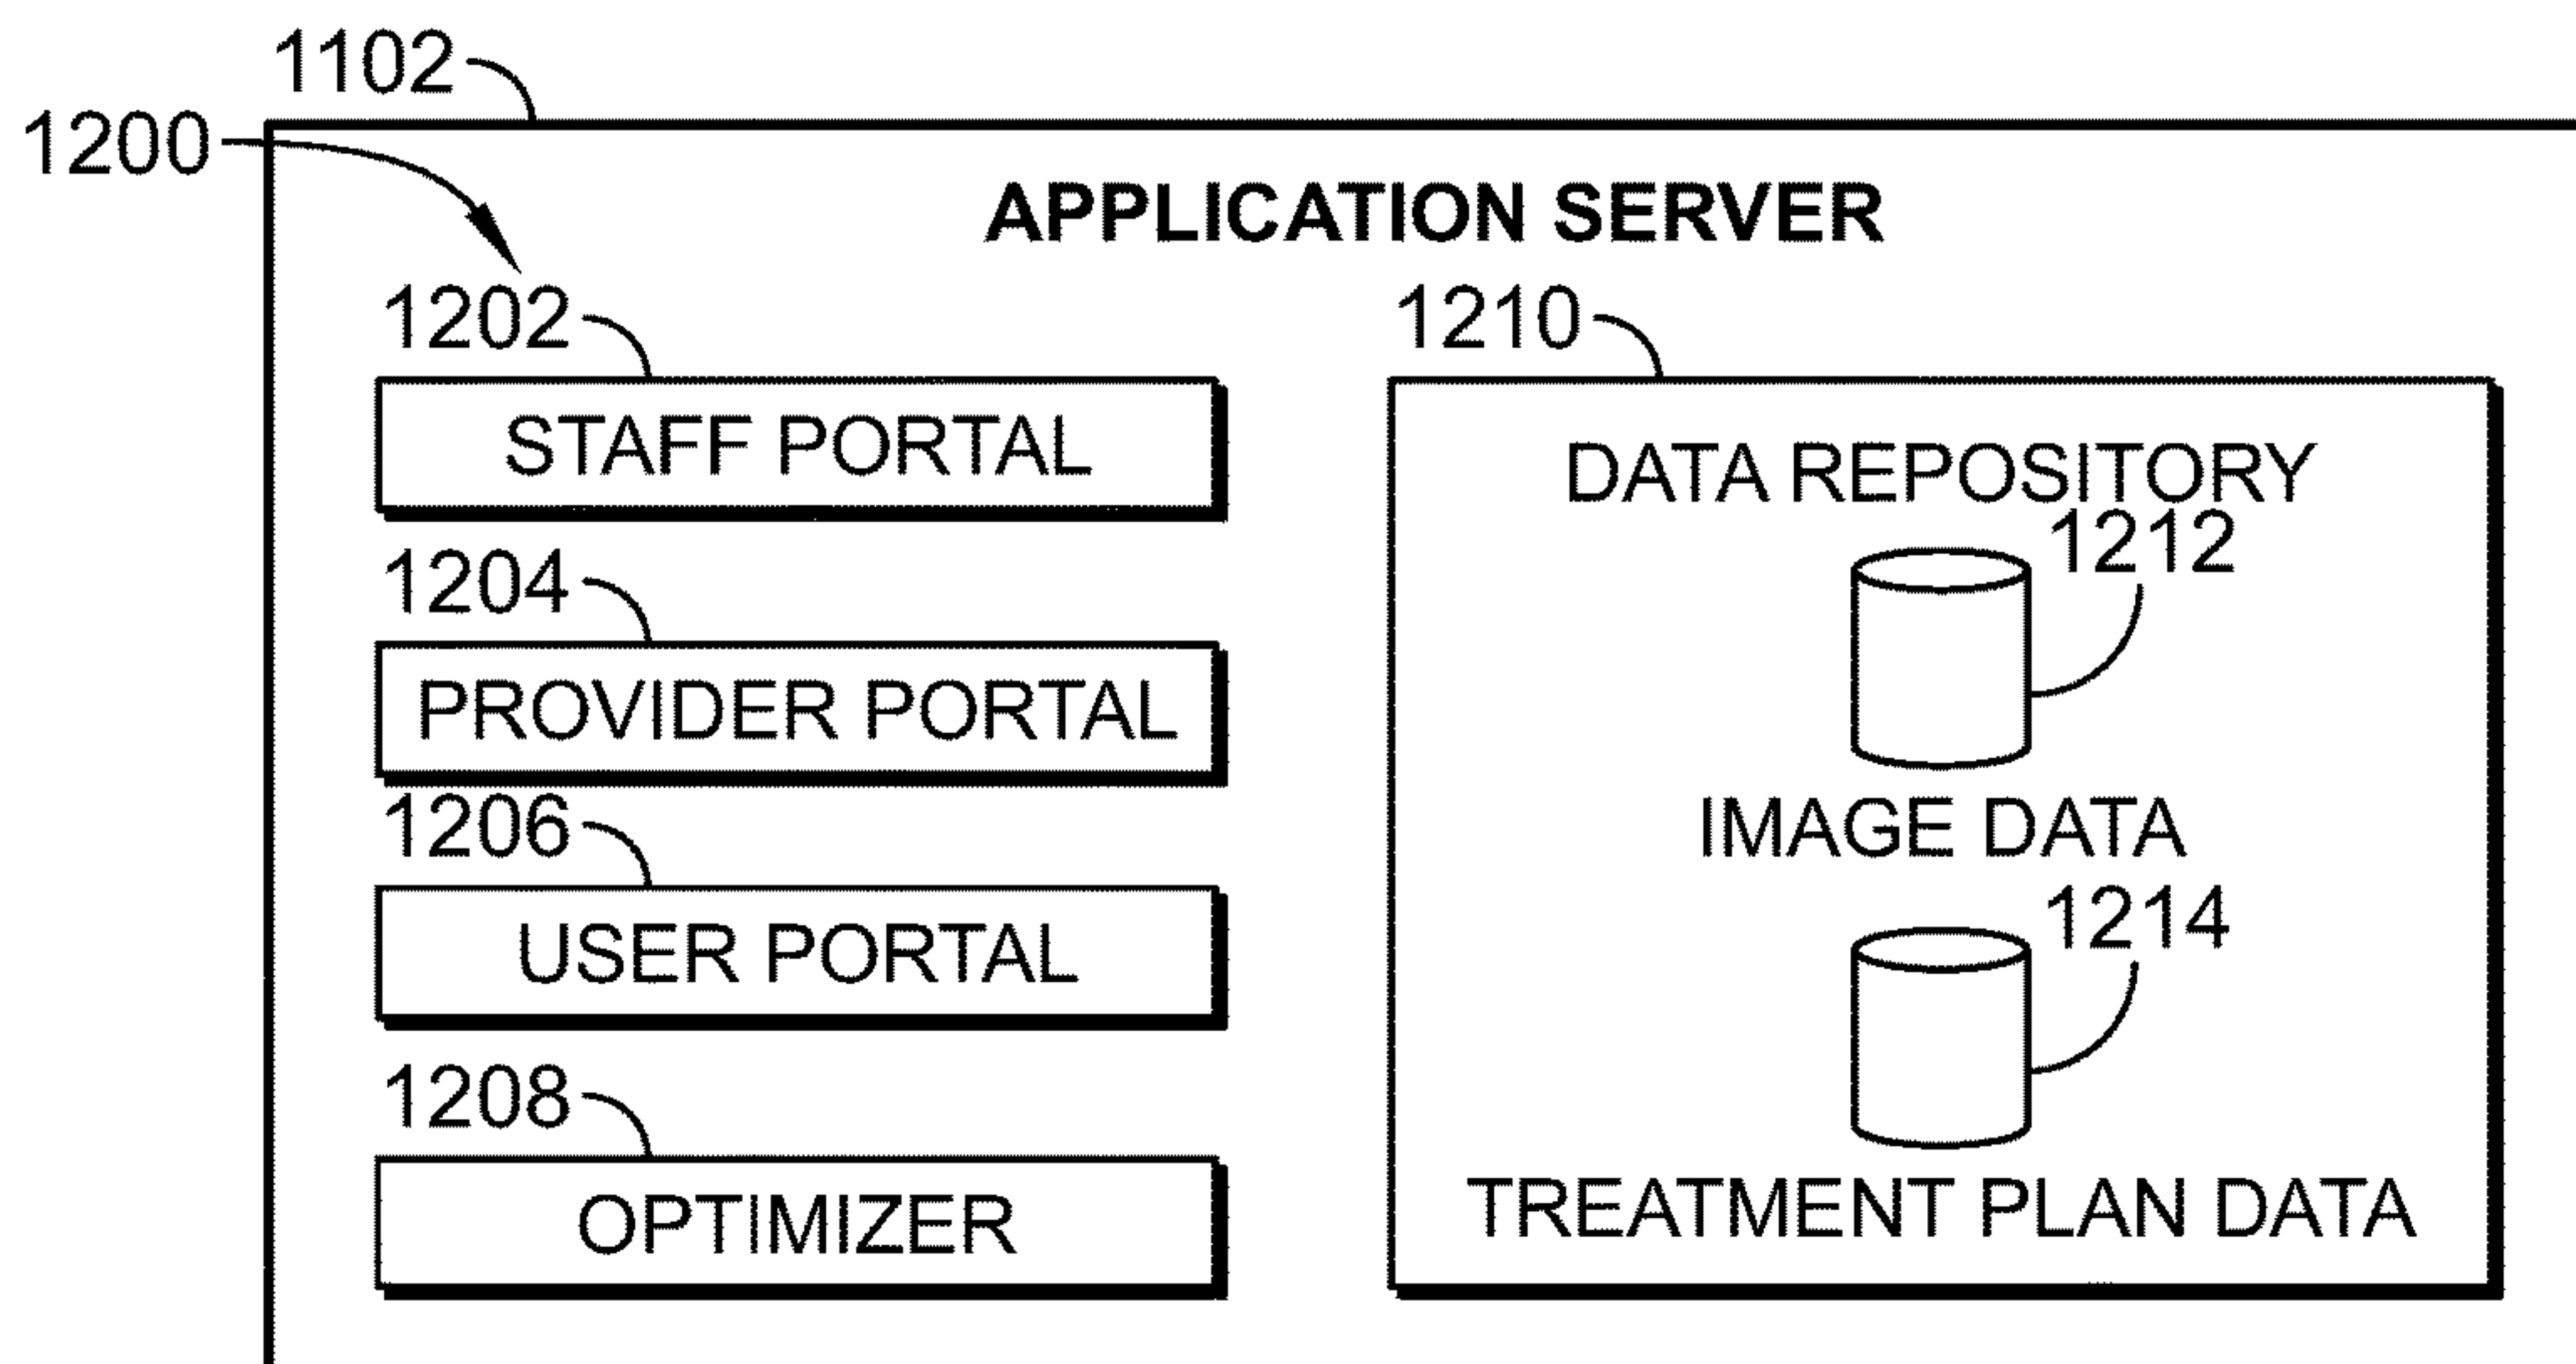 1102
1200
APPLICATION SERVER
1202
STAFF PORTAL
1204
PROVIDER PORTAL
1206
USER PORTAL
1208
OPTIMIZER
1210
DATA REPOSITORY
1212
IMAGE DATA
1214
TREATMENT PLAN DATA